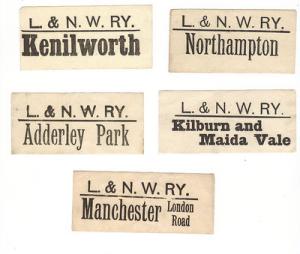 L. & N. W. RY.
Kenilworth
L. & N. W. RY.
Northampton
L. & N. W. RY.
Adderley Park
L. & N. W. RY.
Kilburn and
Maida Vale
L. & N. W. RY.
Manchester London
Road